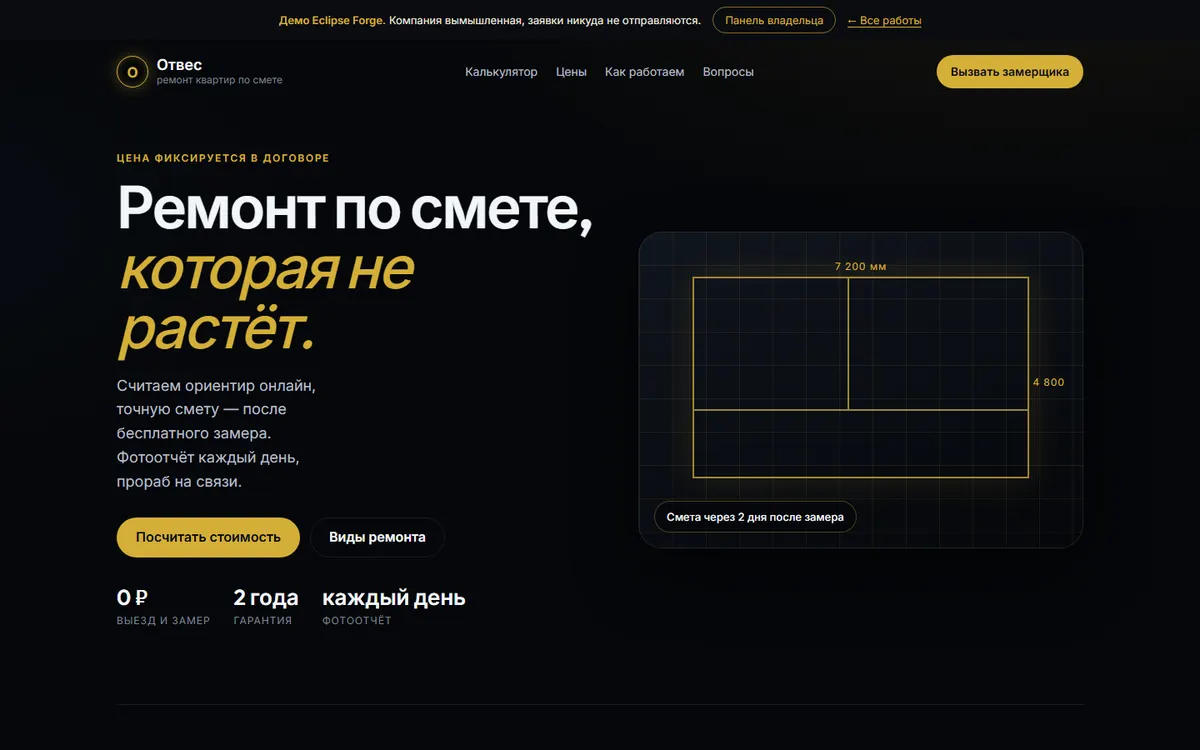 Демо Eclipse Forge. Компания вымышленная, заявки никуда не отправляются. Панель владельца ← Все работы
О Отвес
ремонт квартир по смете
Калькулятор Цены Как работаем Вопросы
Вызвать замерщика
ЦЕНА ФИКСИРУЕТСЯ В ДОГОВОРЕ
Ремонт по смете,
которая не
растёт.
Считаем ориентир онлайн,
точную смету — после
бесплатного замера.
Фотоотчёт каждый день,
прораб на связи.
Посчитать стоимость Виды ремонта
0 ₽ 2 года каждый день
ВЫЕЗД И ЗАМЕР ГАРАНТИЯ ФОТООТЧЁТ
7 200 мм
4 800
Смета через 2 дня после замера